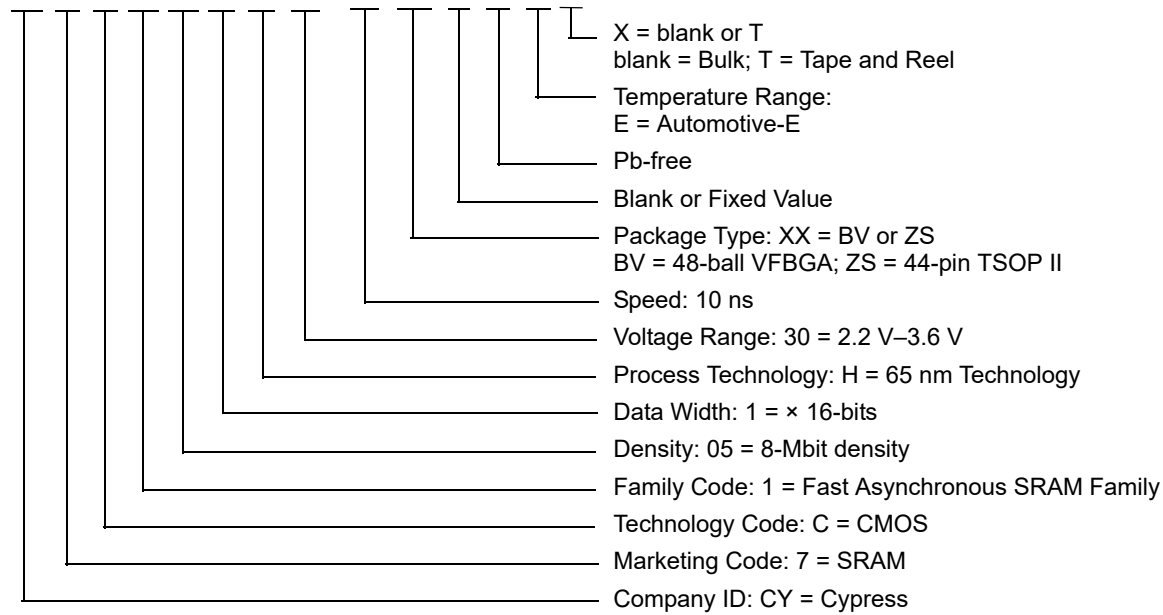 X = blank or T
blank = Bulk; T = Tape and Reel
Temperature Range:
E = Automotive-E
Pb-free
Blank or Fixed Value
Package Type: XX = BV or ZS
BV = 48-ball VFBGA; ZS = 44-pin TSOP II
Speed: 10 ns
Voltage Range: 30 = 2.2 V–3.6 V
Process Technology: H = 65 nm Technology
Data Width: 1 = × 16-bits
Density: 05 = 8-Mbit density
Family Code: 1 = Fast Asynchronous SRAM Family
Technology Code: C = CMOS
Marketing Code: 7 = SRAM
Company ID: CY = Cypress